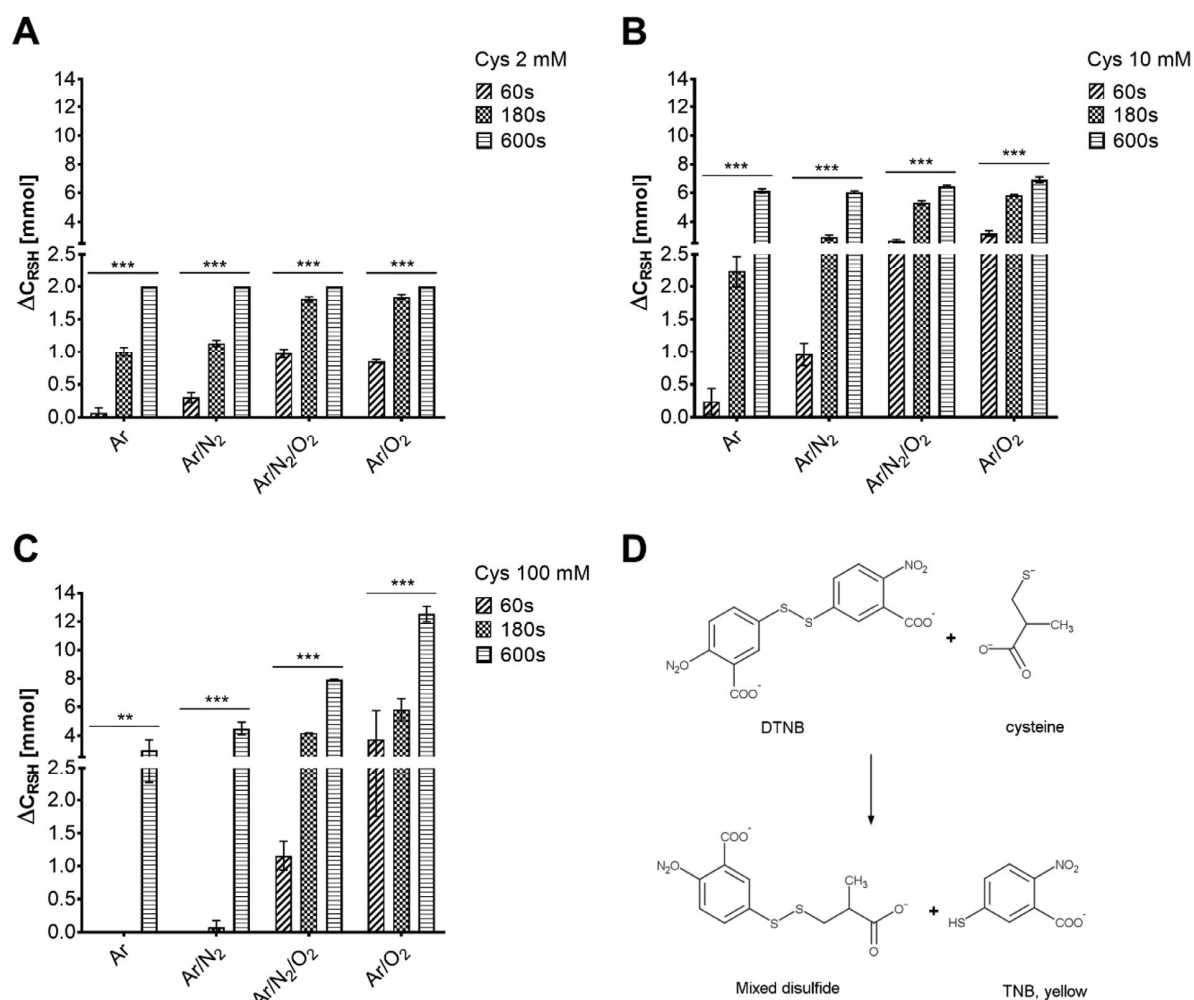 A
Cys 2 mM
60s
180s
600s
ΔC_RSH [mmol]
14
12
10
8
6
4
2.5
2.0
1.5
1.0
0.5
0.0
*** *** *** ***
Ar Ar/N₂ Ar/N₂/O₂ Ar/O₂
B
Cys 10 mM
60s
180s
600s
ΔC_RSH [mmol]
14
12
10
8
6
4
2.5
2.0
1.5
1.0
0.5
0.0
*** *** *** ***
Ar Ar/N₂ Ar/N₂/O₂ Ar/O₂
C
Cys 100 mM
60s
180s
600s
ΔC_RSH [mmol]
14
12
10
8
6
4
2.5
2.0
1.5
1.0
0.5
0.0
** *** *** ***
Ar Ar/N₂ Ar/N₂/O₂ Ar/O₂
D
NO₂
S S
COO⁻
N₂O
COO⁻
DTNB
+
S⁻
CH₃
O⁻
O
cysteine
COO⁻
N₂O
CH₃
S S
O⁻
O
Mixed disulfide
+
NO₂
HS
COO⁻
TNB, yellow